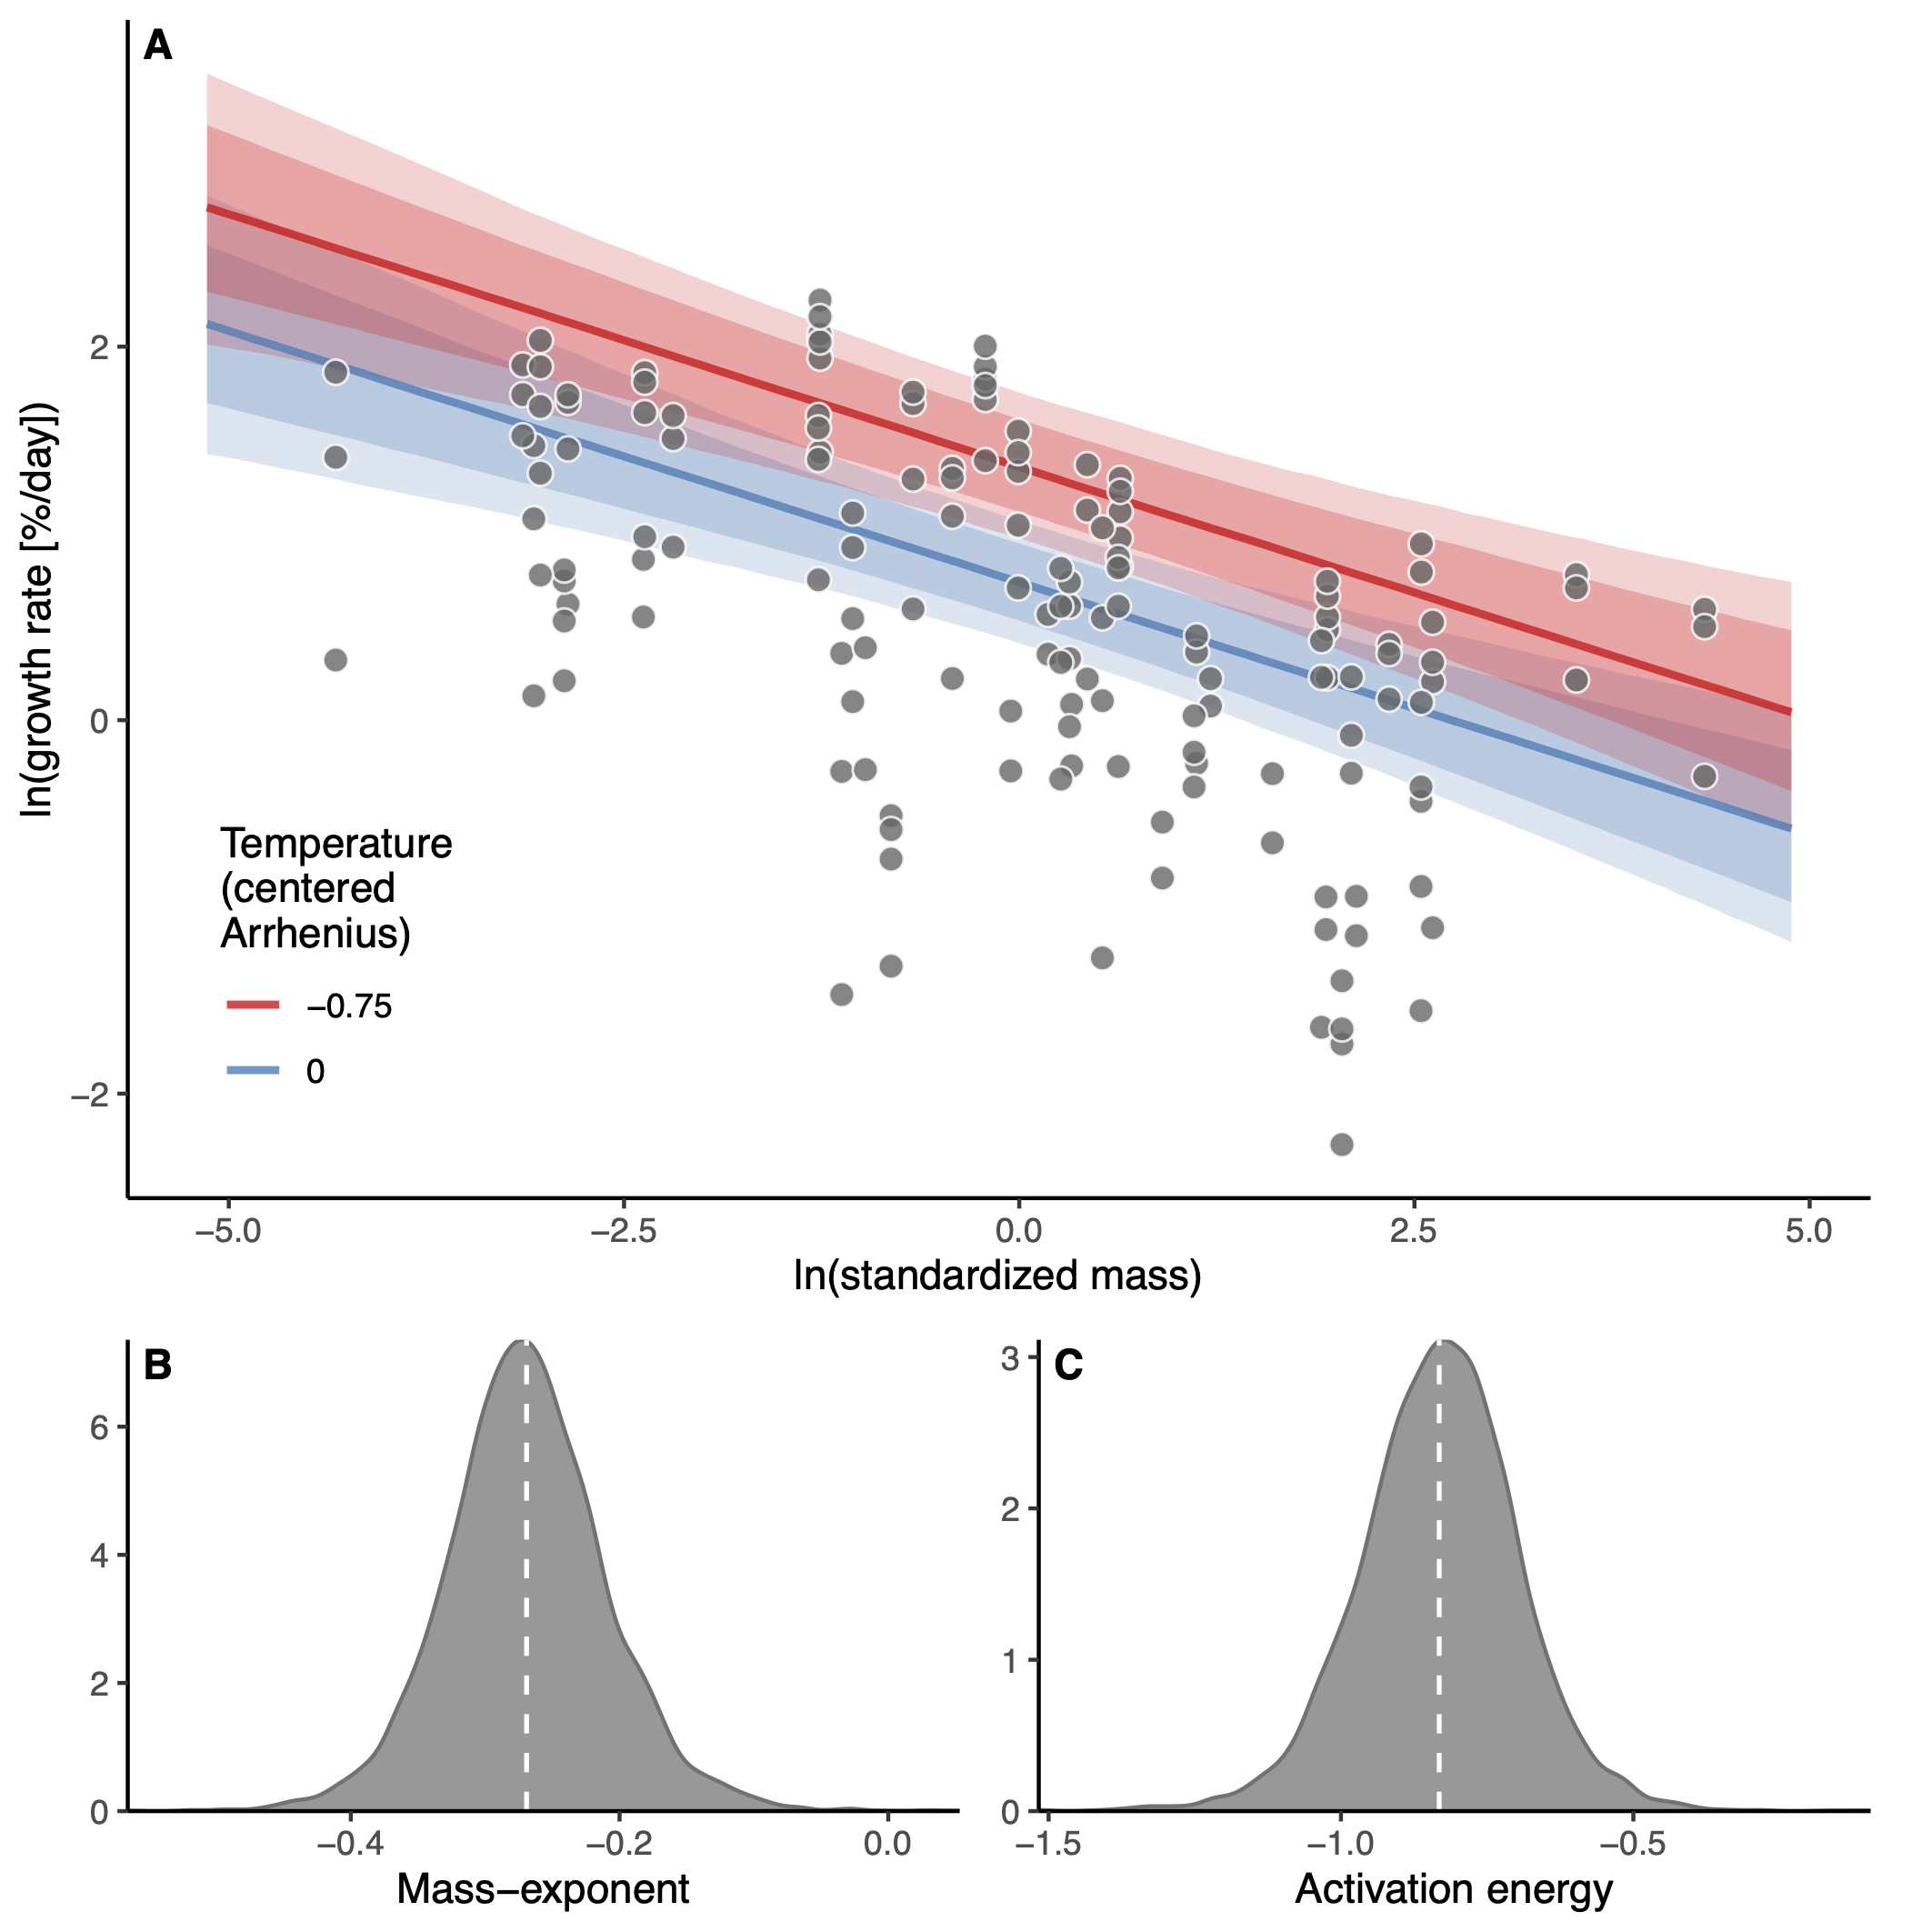 A
ln(growth rate [%/day])
2
0
−2
Temperature
(centered
Arrhenius)
−0.75
0
−5.0 −2.5 0.0 2.5 5.0
ln(standardized mass)
B
6
4
2
0
−0.4 −0.2 0.0
Mass−exponent
C
3
2
1
0
−1.5 −1.0 −0.5
Activation energy